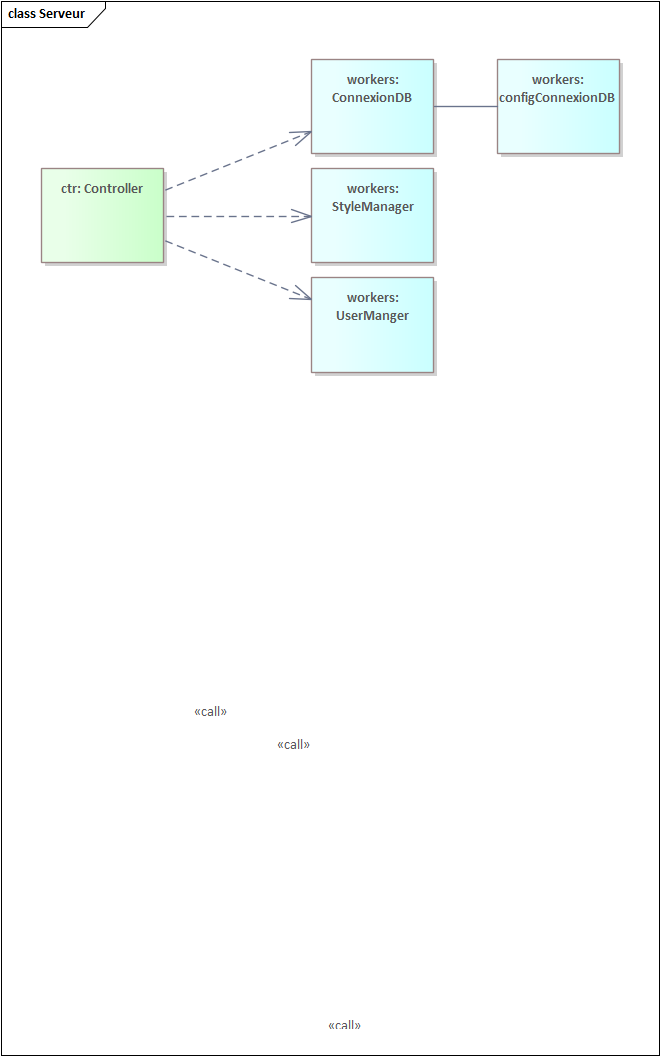 class Serveur
workers:
ConnexionDB
workers:
configConnexionDB
ctr: Controller
workers:
StyleManager
workers:
UserManger
«call»
«call»
«call»